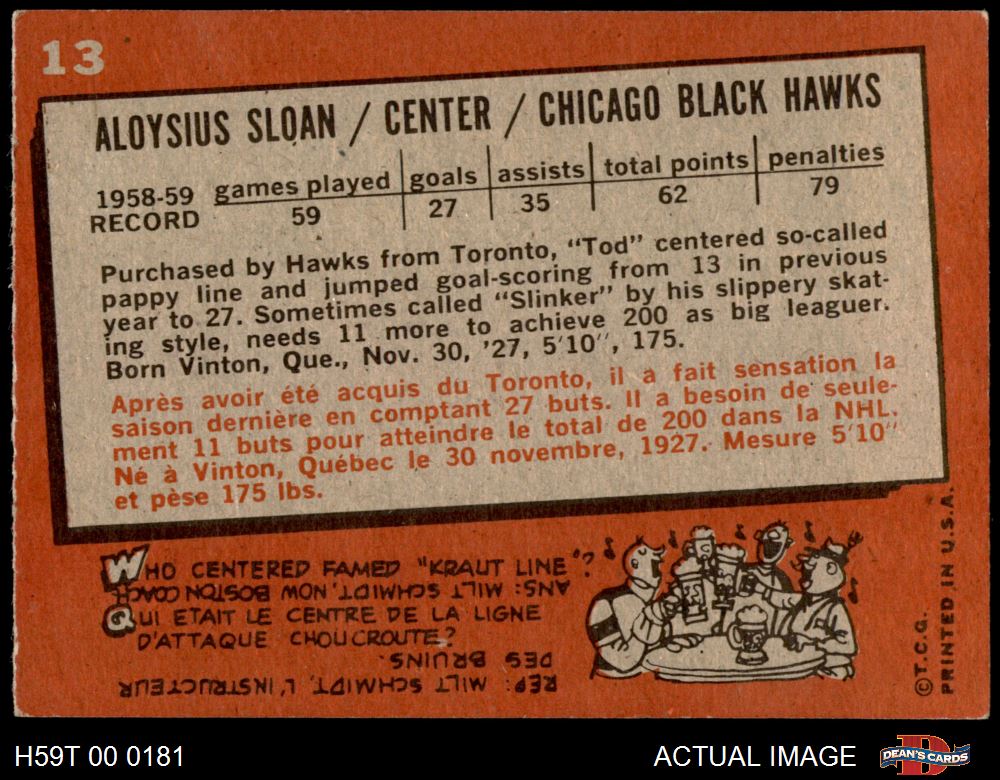 13
ALOYSIUS SLOAN / CENTER / CHICAGO BLACK HAWKS
1958-59 RECORD games played goals assists total points penalties
59 27 35 62 79
Purchased by Hawks from Toronto, "Tod" centered so-called
pappy line and jumped goal-scoring from 13 in previous
year to 27. Sometimes called "Slinker" by his slippery skat-
ing style, needs 11 more to achieve 200 as big leaguer.
Born Vinton, Que., Nov. 30, '27, 5'10", 175.
Après avoir été acquis du Toronto, il a fait sensation la
saison dernière en comptant 27 buts. Il a besoin de seule-
ment 11 buts pour atteindre le total de 200 dans la NHL.
Né à Vinton, Québec le 30 novembre, 1927. Mesure 5'10"
et pèse 175 lbs.
WHO CENTERED FAMED "KRAUT LINE"?
ANS: MILT SCHMIDT, NOW BOSTON COACH
QUI ETAIT LE CENTRE DE LA LIGNE
D'ATTAQUE CHOUCROUTE?
REP: MILT SCHMIDT, L'INSTRUCTEUR
DES BRUINS.
©T.C.G.
PRINTED IN U.S.A.
H59T 00 0181
ACTUAL IMAGE
DEAN'S CARDS